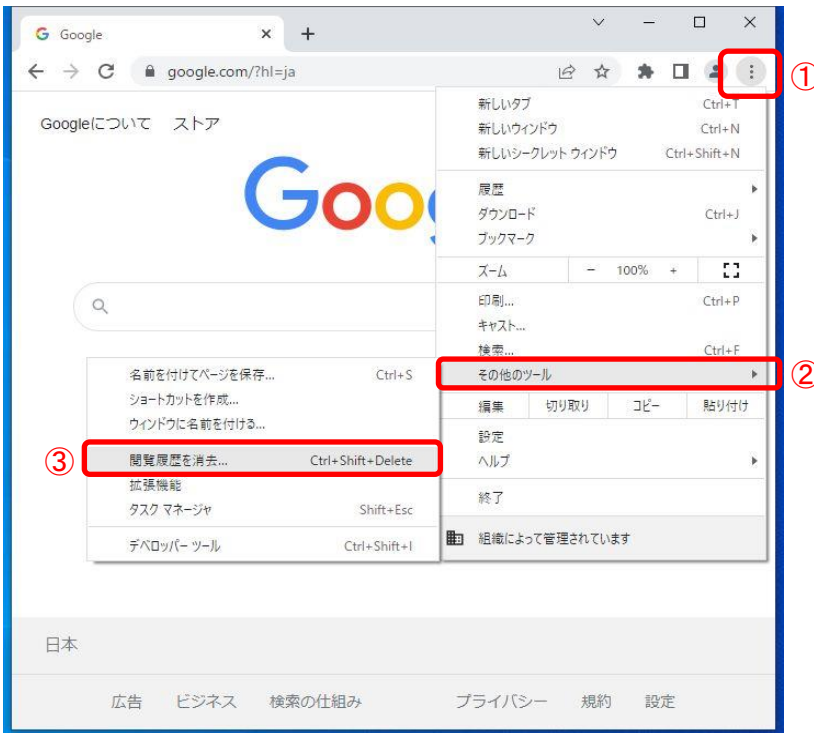 Google
google.com/?hl=ja
①
Googleについて ストア
新しいタブ Ctrl+T
新しいウィンドウ Ctrl+N
新しいシークレット ウィンドウ Ctrl+Shift+N
Goo
履歴
ダウンロード Ctrl+J
ブックマーク
ズーム − 100% +
印刷... Ctrl+P
キャスト...
検索... Ctrl+F
その他のツール
②
名前を付けてページを保存... Ctrl+S
ショートカットを作成...
ウィンドウに名前を付ける...
③
閲覧履歴を消去... Ctrl+Shift+Delete
拡張機能
タスク マネージャ Shift+Esc
デベロッパー ツール Ctrl+Shift+I
編集 切り取り コピー 貼り付け
設定
ヘルプ
終了
組織によって管理されています
日本
広告 ビジネス 検索の仕組み プライバシー 規約 設定